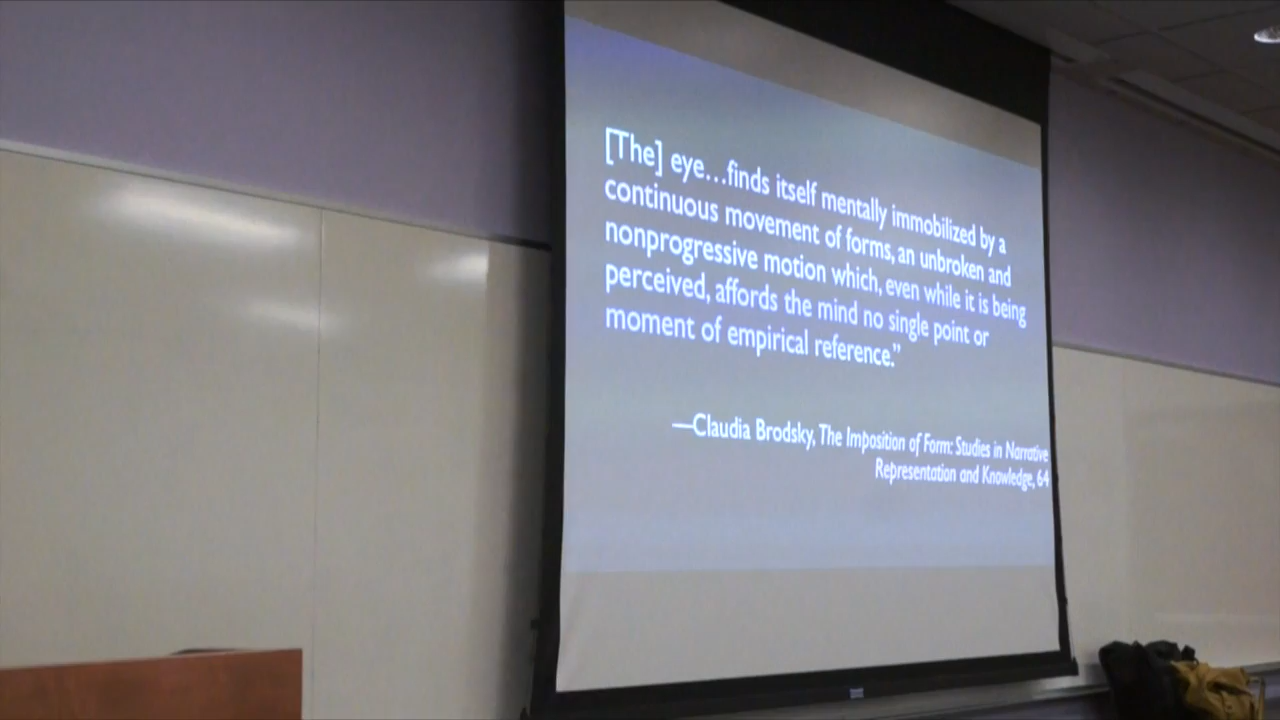 [The] eye…finds itself mentally immobilized by a
continuous movement of forms, an unbroken and
nonprogressive motion which, even while it is being
perceived, affords the mind no single point or
moment of empirical reference.”
—Claudia Brodsky, The Imposition of Form: Studies in Narrative
Representation and Knowledge, 64